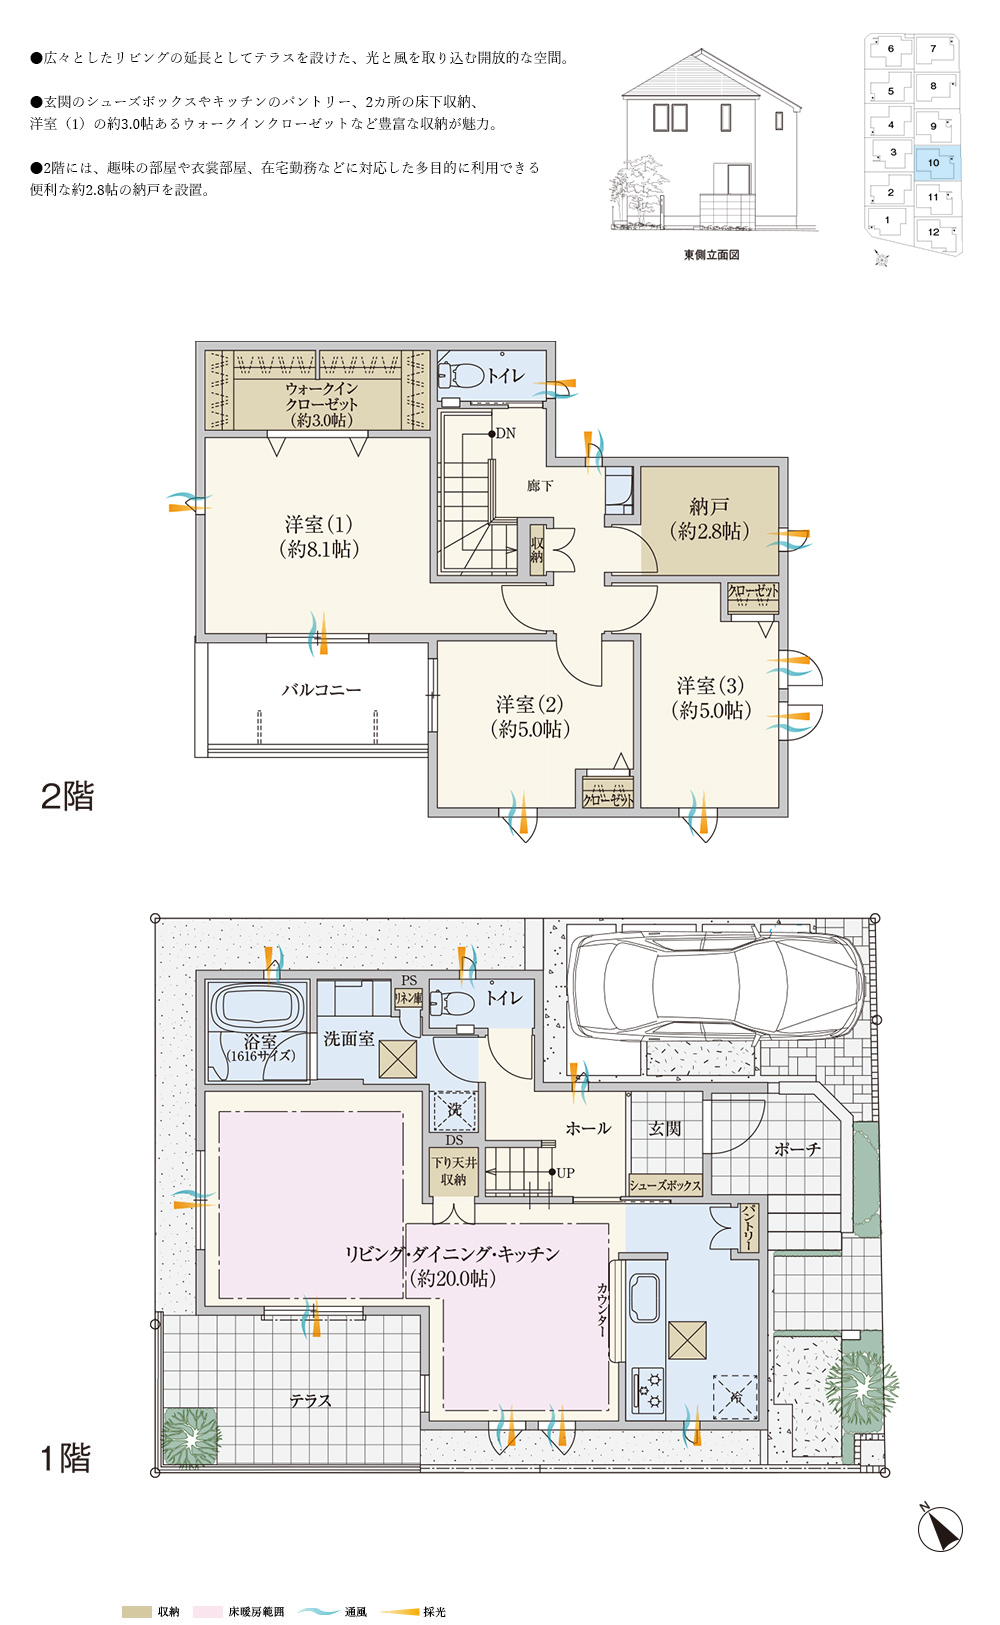 ●広々としたリビングの延長としてテラスを設けた、光と風を取り込む開放的な空間。
●玄関のシューズボックスやキッチンのパントリー、2カ所の床下収納、
洋室（1）の約3.0帖あるウォークインクローゼットなど豊富な収納が魅力。
●2階には、趣味の部屋や衣裳部屋、在宅勤務などに対応した多目的に利用できる
便利な約2.8帖の納戸を設置。
東側立面図
6
7
5
8
4
9
3
10
2
11
1
12
ウォークイン
クローゼット
（約3.0帖）
トイレ
DN
廊下
収納
納戸
（約2.8帖）
洋室（1）
（約8.1帖）
クローゼット
バルコニー
洋室（2）
（約5.0帖）
洋室（3）
（約5.0帖）
クローゼット
2階
PS
リネン庫
トイレ
浴室
（1616サイズ）
洗面室
洗
DS
下り天井
収納
UP
ホール
玄関
シューズボックス
ポーチ
パントリー
リビング・ダイニング・キッチン
（約20.0帖）
カウンター
冷
テラス
1階
N
収納
床暖房範囲
通風
採光